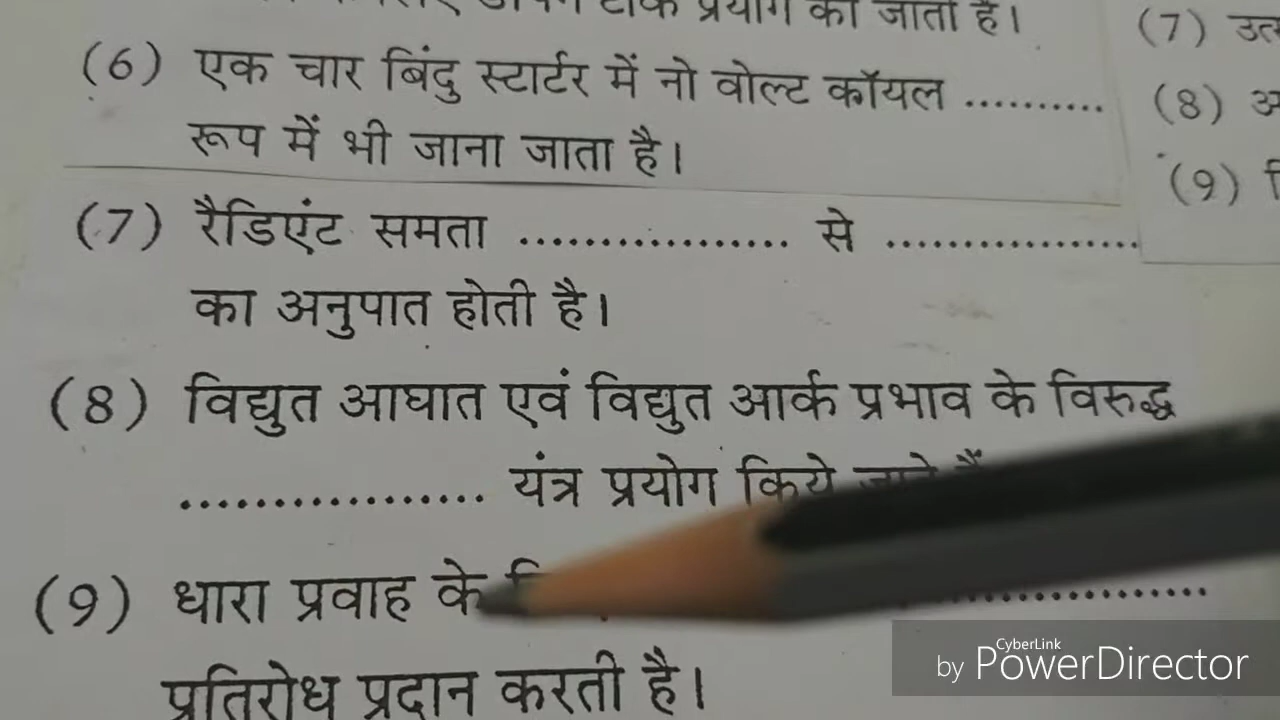 प्रयोग की जाती है।
(6) एक चार बिंदु स्टार्टर में नो वोल्ट कॉयल ..........
रूप में भी जाना जाता है।
(7) रैडिएंट समता ................. से .................
का अनुपात होती है।
(8) विद्युत आघात एवं विद्युत आर्क प्रभाव के विरुद्ध
................. यंत्र प्रयोग किये जाते हैं
(9) धारा प्रवाह के .................
प्रतिरोध प्रदान करती है।
(7)
(8)
(9)
by CyberLink PowerDirector